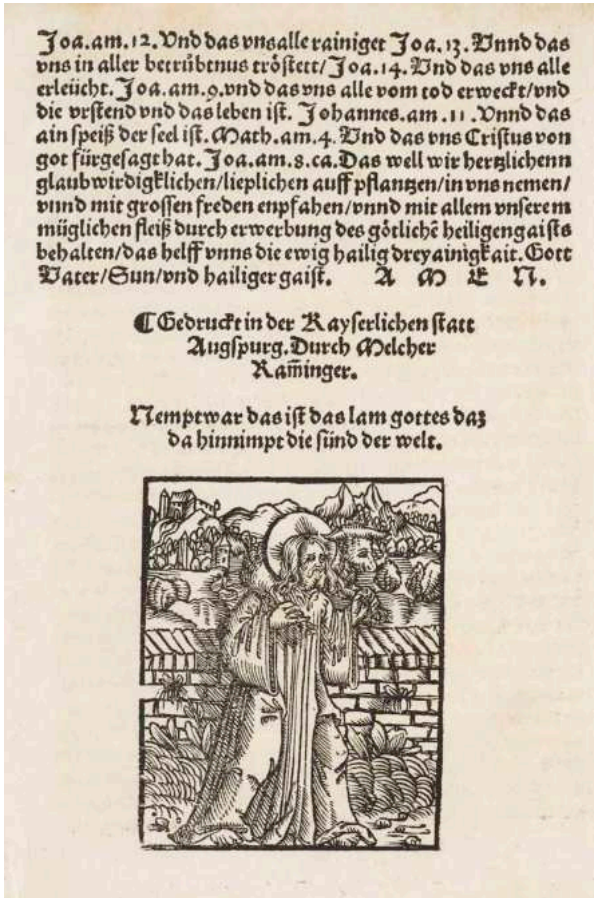 Joa.am.12.Vnd das vns alle rainiget Joa.13.Vnnd das
vns in aller betrübtnus tröstett/Joa.14.Vnd das vns alle
erleücht.Joa.am.9.vnd das vns alle vom tod erweckt/vnd
die vrstend vnd das leben ist. Johannes.am.11.Vnnd das
ain speiß der seel ist.Math.am.4.Vnd das vns Cristus von
got fürgesagt hat.Joa.am.8.ca.Das well wir hertzlichenn
glaubwirdigklichen/lieplichen auff pflantzen/in vns nemen/
vnnd mit grossen freden enpfahen/vnnd mit allem vnserem
müglichen fleiß durch erwerbung des götlichē heiligen gaists
behalten/das helff vnns die ewig hailig dreyainigkait.Gott
Vater/Sun/vnd hailiger gaist. A M E N.
¶Gedruckt in der Kayserlichen statt
Augspurg.Durch Melcher
Ram̄inger.
Nempt war das ist das lam gottes daz
da hinnimpt die sünd der welt.